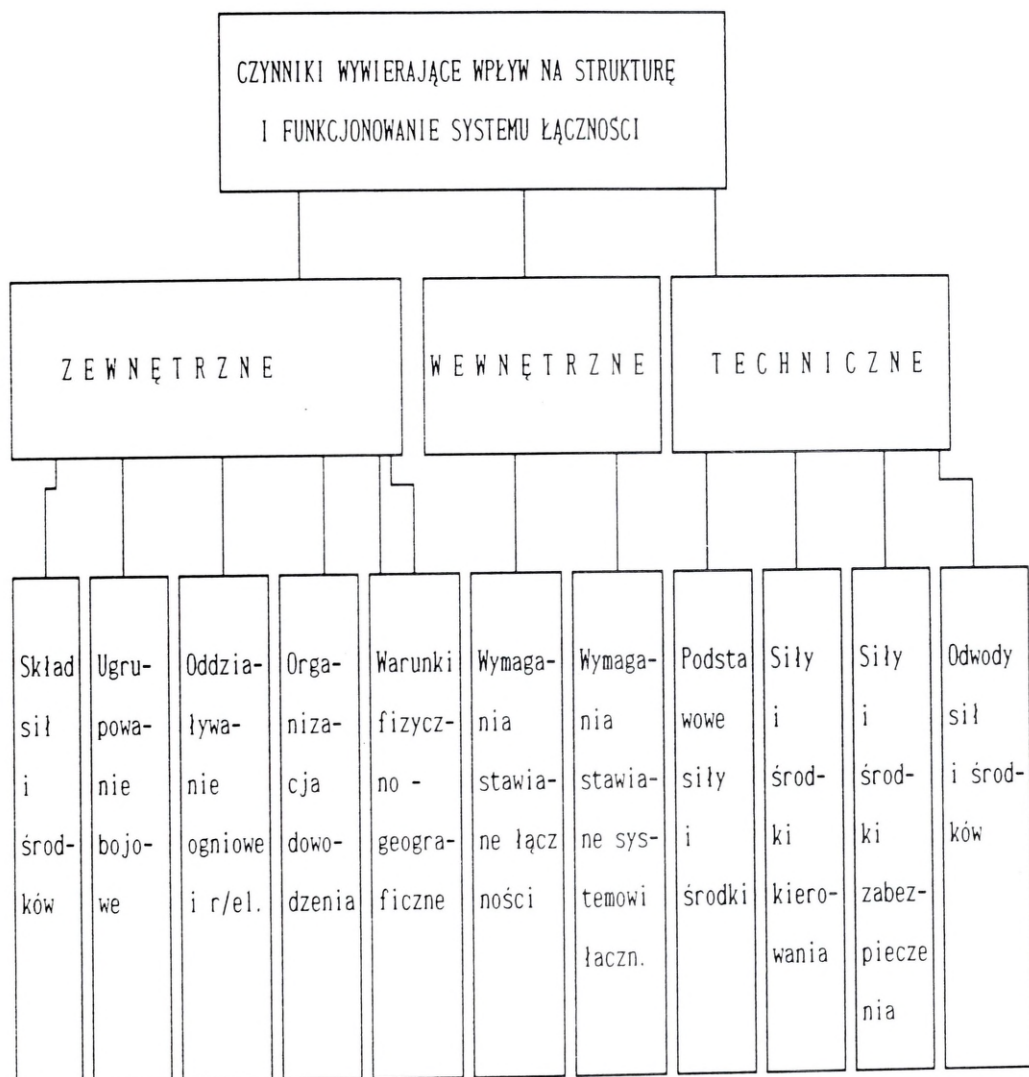 CZYNNIKI WYWIERAJĄCE WPŁYW NA STRUKTURĘ
I FUNKCJONOWANIE SYSTEMU ŁĄCZNOŚCI
ZEWNĘTRZNE
WEWNĘTRZNE
TECHNICZNE
Skład
sił
i
środ-
ków
Ugru-
powa-
nie
bojo-
we
Oddzia-
ływa-
nie
ogniowe
i r/el.
Orga-
niza-
cja
dowo-
dzenia
Warunki
fizycz-
no -
geogra-
ficzne
Wymaga-
nia
stawia-
ne łącz
ności
Wymaga-
nia
stawia-
ne sys-
temowi
łaczn.
Podsta
wowe
siły
i
środki
Siły
i
środ-
ki
kiero-
wania
Siły
i
środ-
ki
zabez-
piecze
nia
Odwody
sił
i środ-
ków